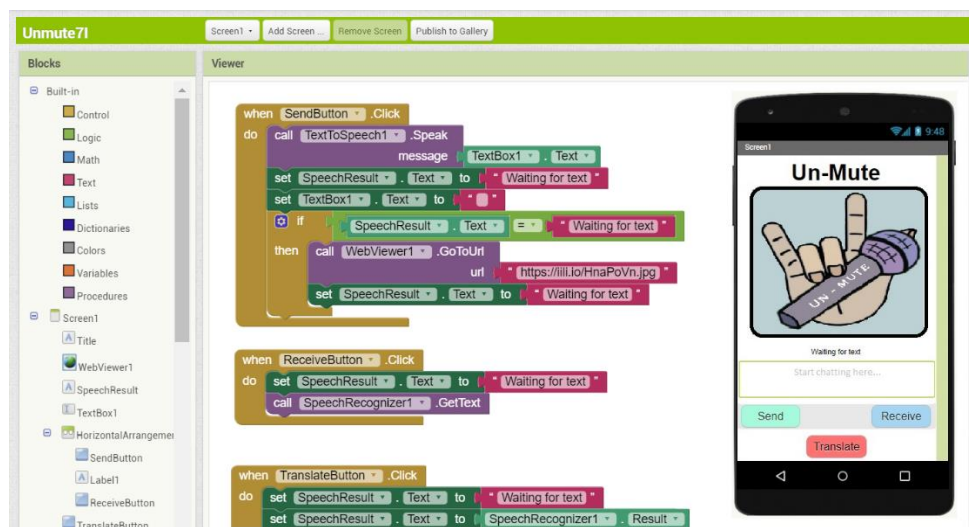 Unmute7I
Screen1
Add Screen ...
Remove Screen
Publish to Gallery
Blocks
Viewer
Built-in
Control
Logic
Math
Text
Lists
Dictionaries
Colors
Variables
Procedures
Screen1
Title
WebViewer1
SpeechResult
TextBox1
HorizontalArrangemen
SendButton
Label1
ReceiveButton
TranslateButton
when SendButton .Click
do call TextToSpeech1 .Speak
message TextBox1 . Text
set SpeechResult . Text to " Waiting for text "
set TextBox1 . Text to " "
if SpeechResult . Text = " Waiting for text "
then call WebViewer1 .GoToUrl
url " https://iili.io/HnaPoVn.jpg "
set SpeechResult . Text to " Waiting for text "
when ReceiveButton .Click
do set SpeechResult . Text to " Waiting for text "
call SpeechRecognizer1 .GetText
when TranslateButton .Click
do set SpeechResult . Text to " Waiting for text "
set SpeechResult . Text to SpeechRecognizer1 . Result
9:48
Screen1
Un-Mute
UN - MUTE
Waiting for text
Start chatting here...
Send
Receive
Translate